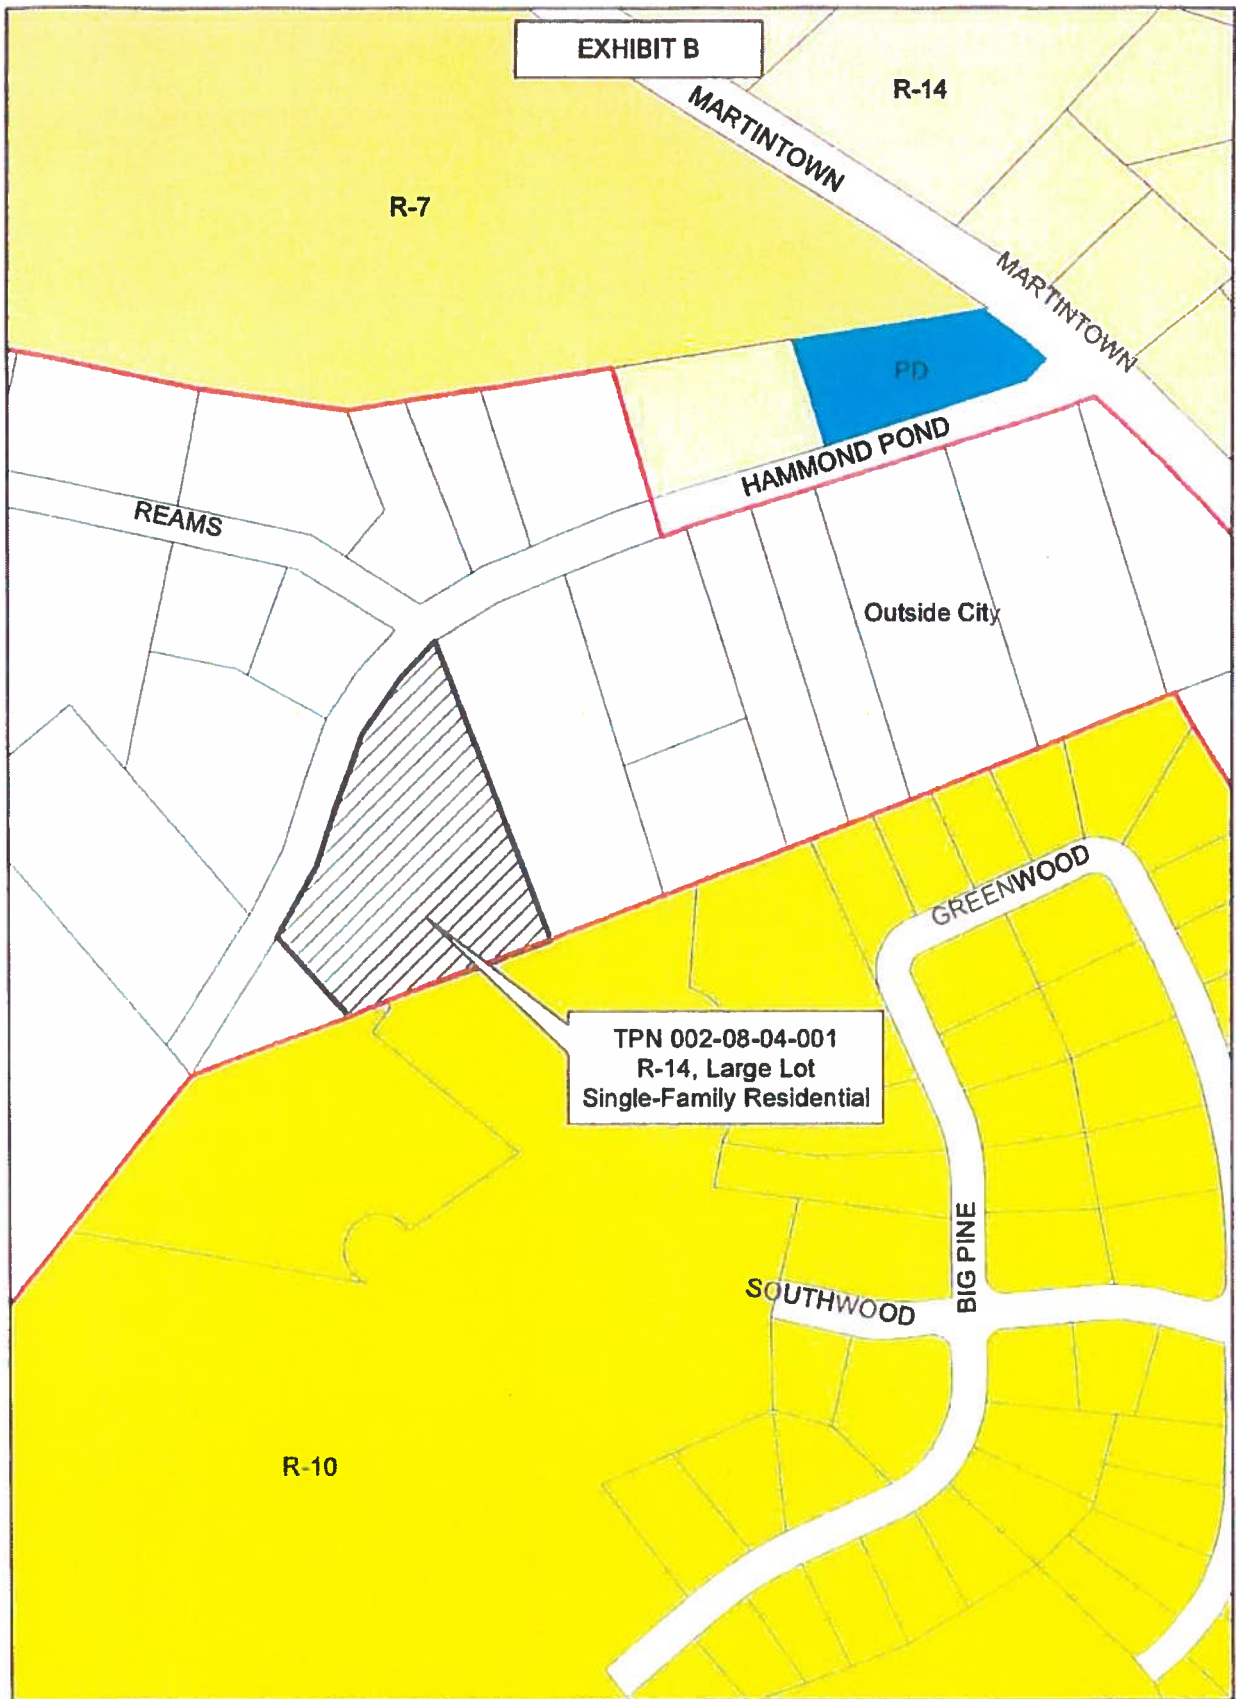 EXHIBIT B
R-14
MARTINTOWN
R-7
MARTINTOWN
PD
HAMMOND POND
REAMS
Outside City
GREENWOOD
TPN 002-08-04-001
R-14, Large Lot
Single-Family Residential
BIG PINE
SOUTHWOOD
R-10